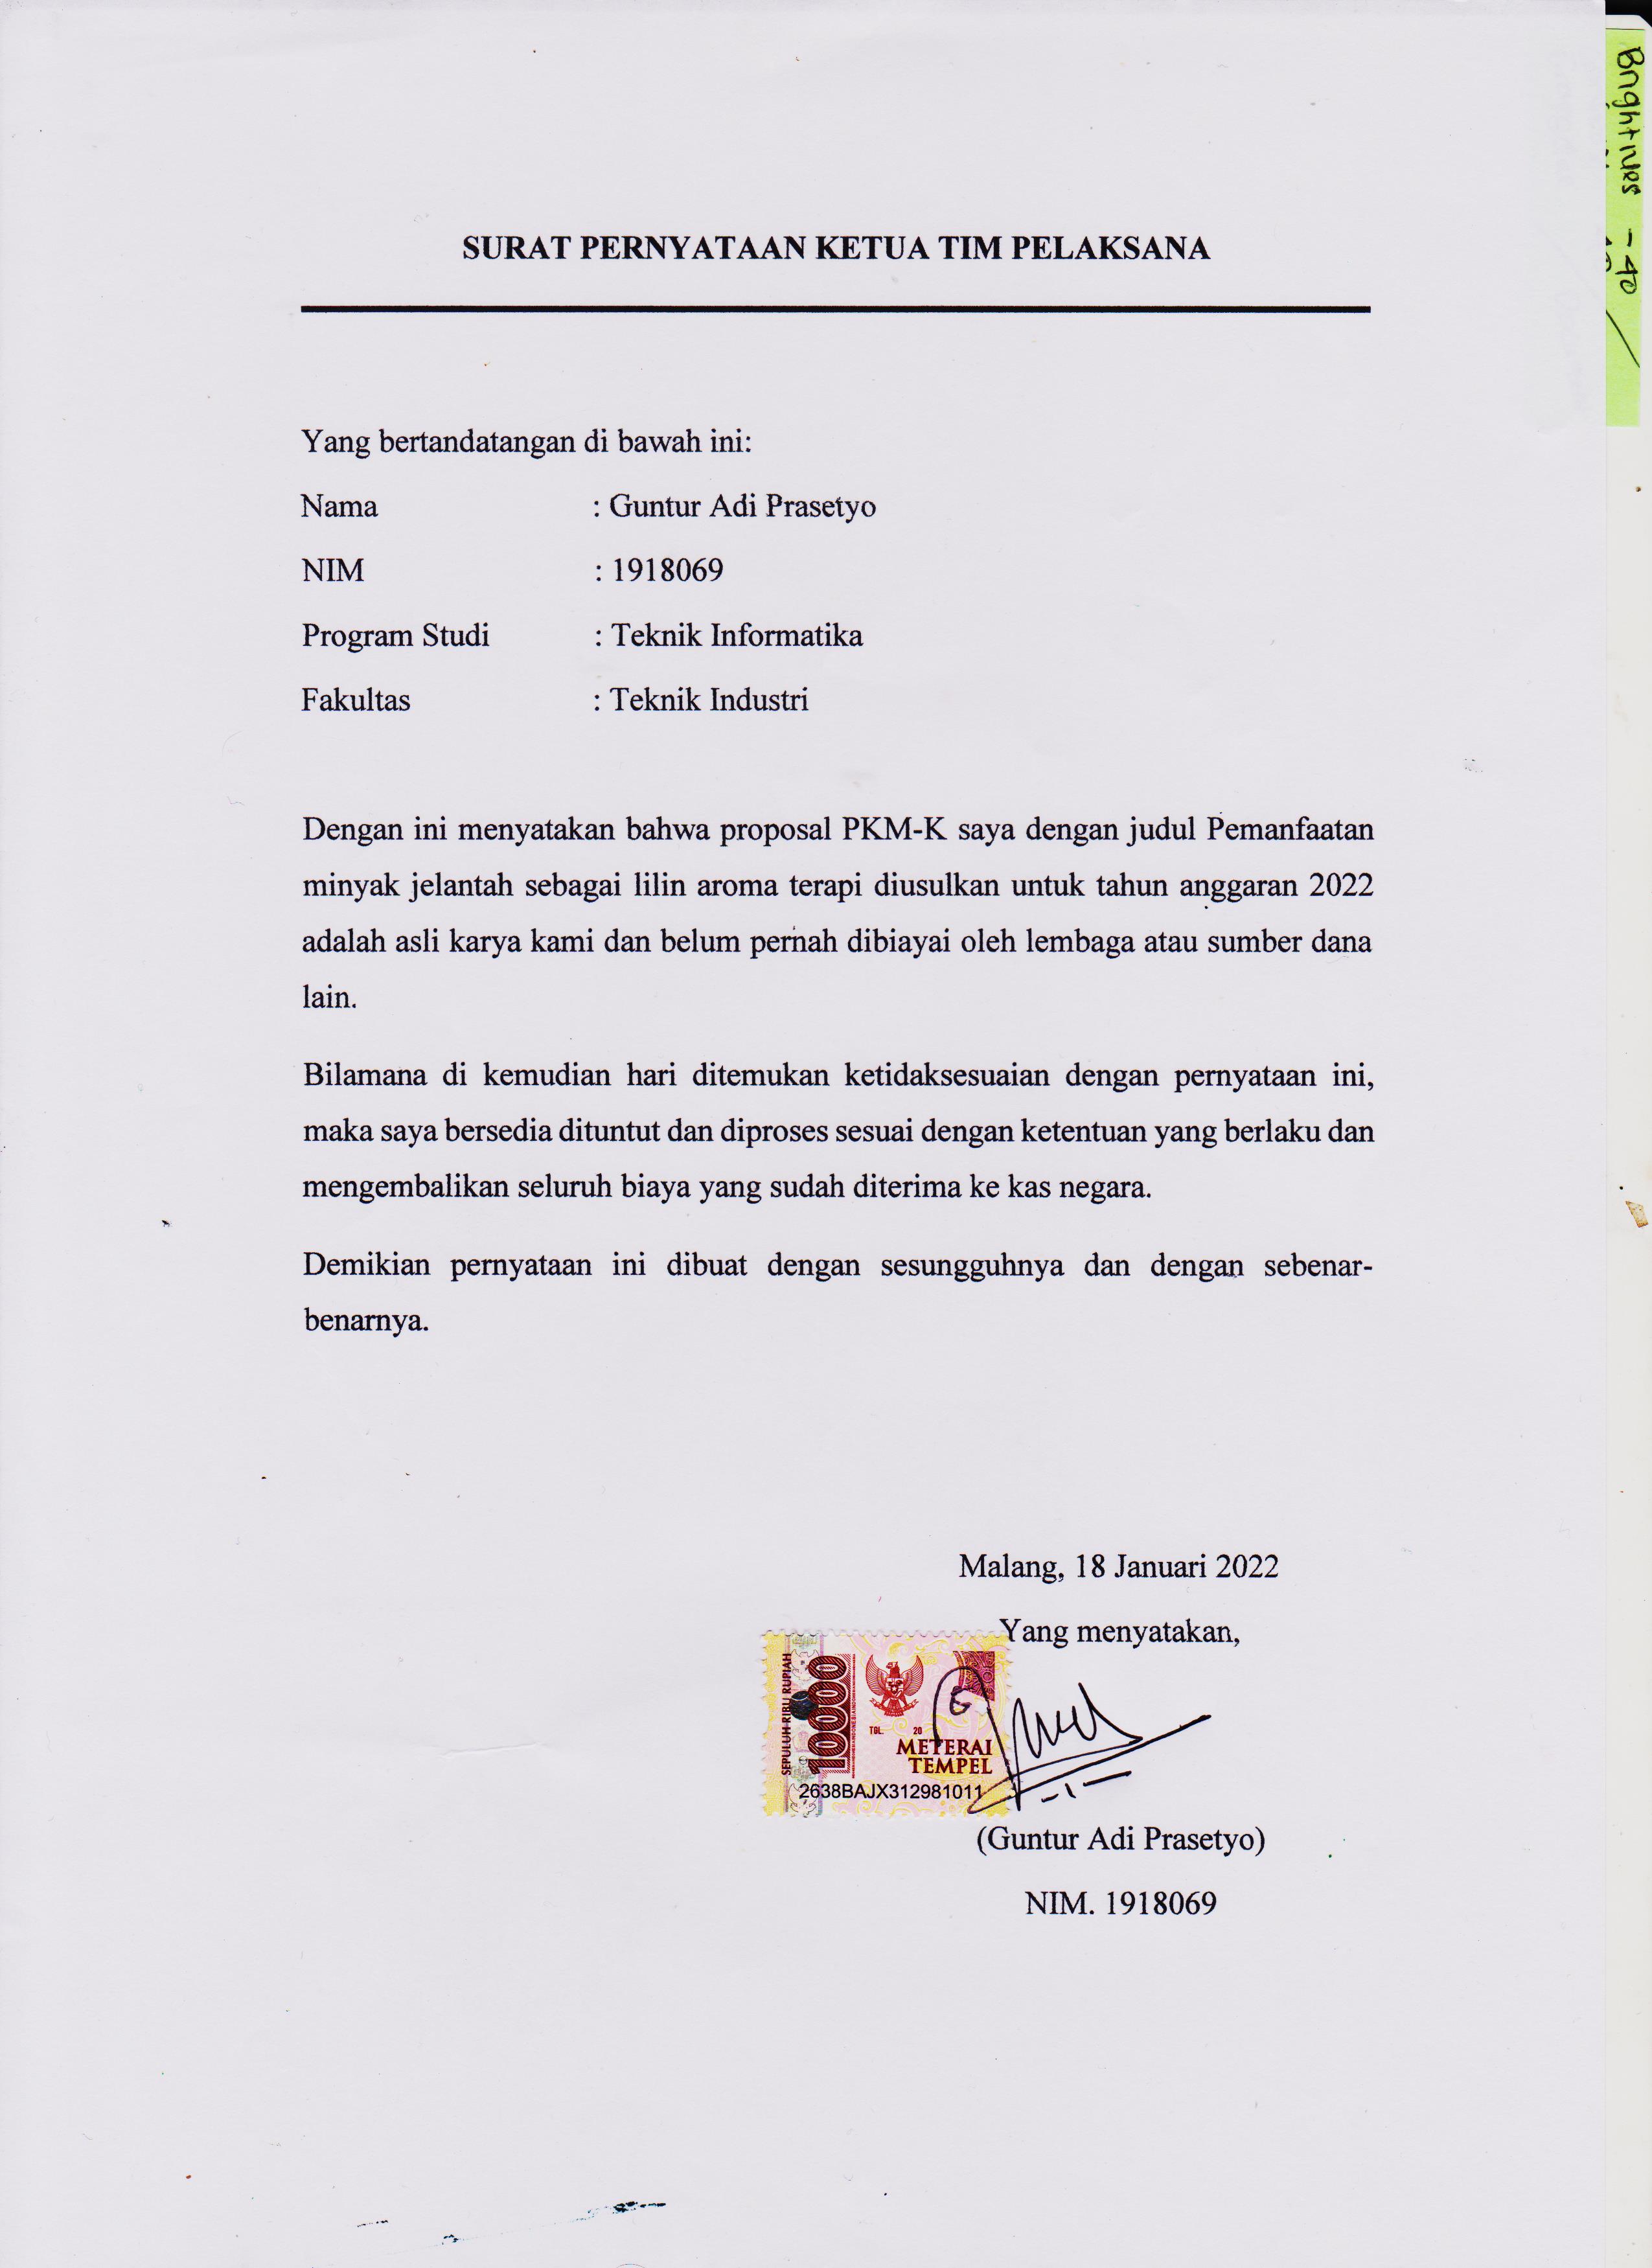 SURAT PERNYATAAN KETUA TIM PELAKSANA
Yang bertandatangan di bawah ini:
Nama : Guntur Adi Prasetyo
NIM : 1918069
Program Studi : Teknik Informatika
Fakultas : Teknik Industri
Dengan ini menyatakan bahwa proposal PKM-K saya dengan judul Pemanfaatan
minyak jelantah sebagai lilin aroma terapi diusulkan untuk tahun anggaran 2022
adalah asli karya kami dan belum pernah dibiayai oleh lembaga atau sumber dana
lain.
Bilamana di kemudian hari ditemukan ketidaksesuaian dengan pernyataan ini,
maka saya bersedia dituntut dan diproses sesuai dengan ketentuan yang berlaku dan
mengembalikan seluruh biaya yang sudah diterima ke kas negara.
Demikian pernyataan ini dibuat dengan sesungguhnya dan dengan sebenar-
benarnya.
Malang, 18 Januari 2022
Yang menyatakan,
SEPULUH RIBU RUPIAH
10000
TGL. 20
METERAI
TEMPEL
2638BAJX312981011
(Guntur Adi Prasetyo)
NIM. 1918069
Brightnes -40